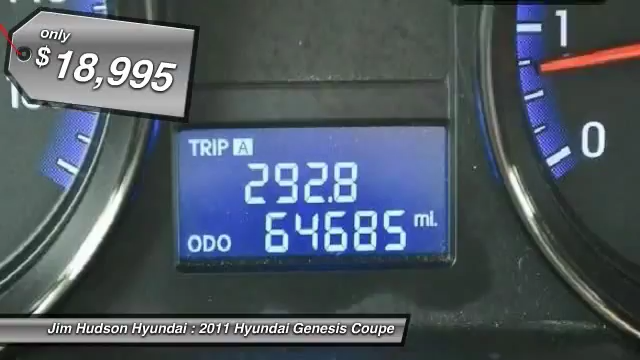 only
$18,995
1
TRIP A
292.8
0
ODO 64685 mi.
Jim Hudson Hyundai : 2011 Hyundai Genesis Coupe